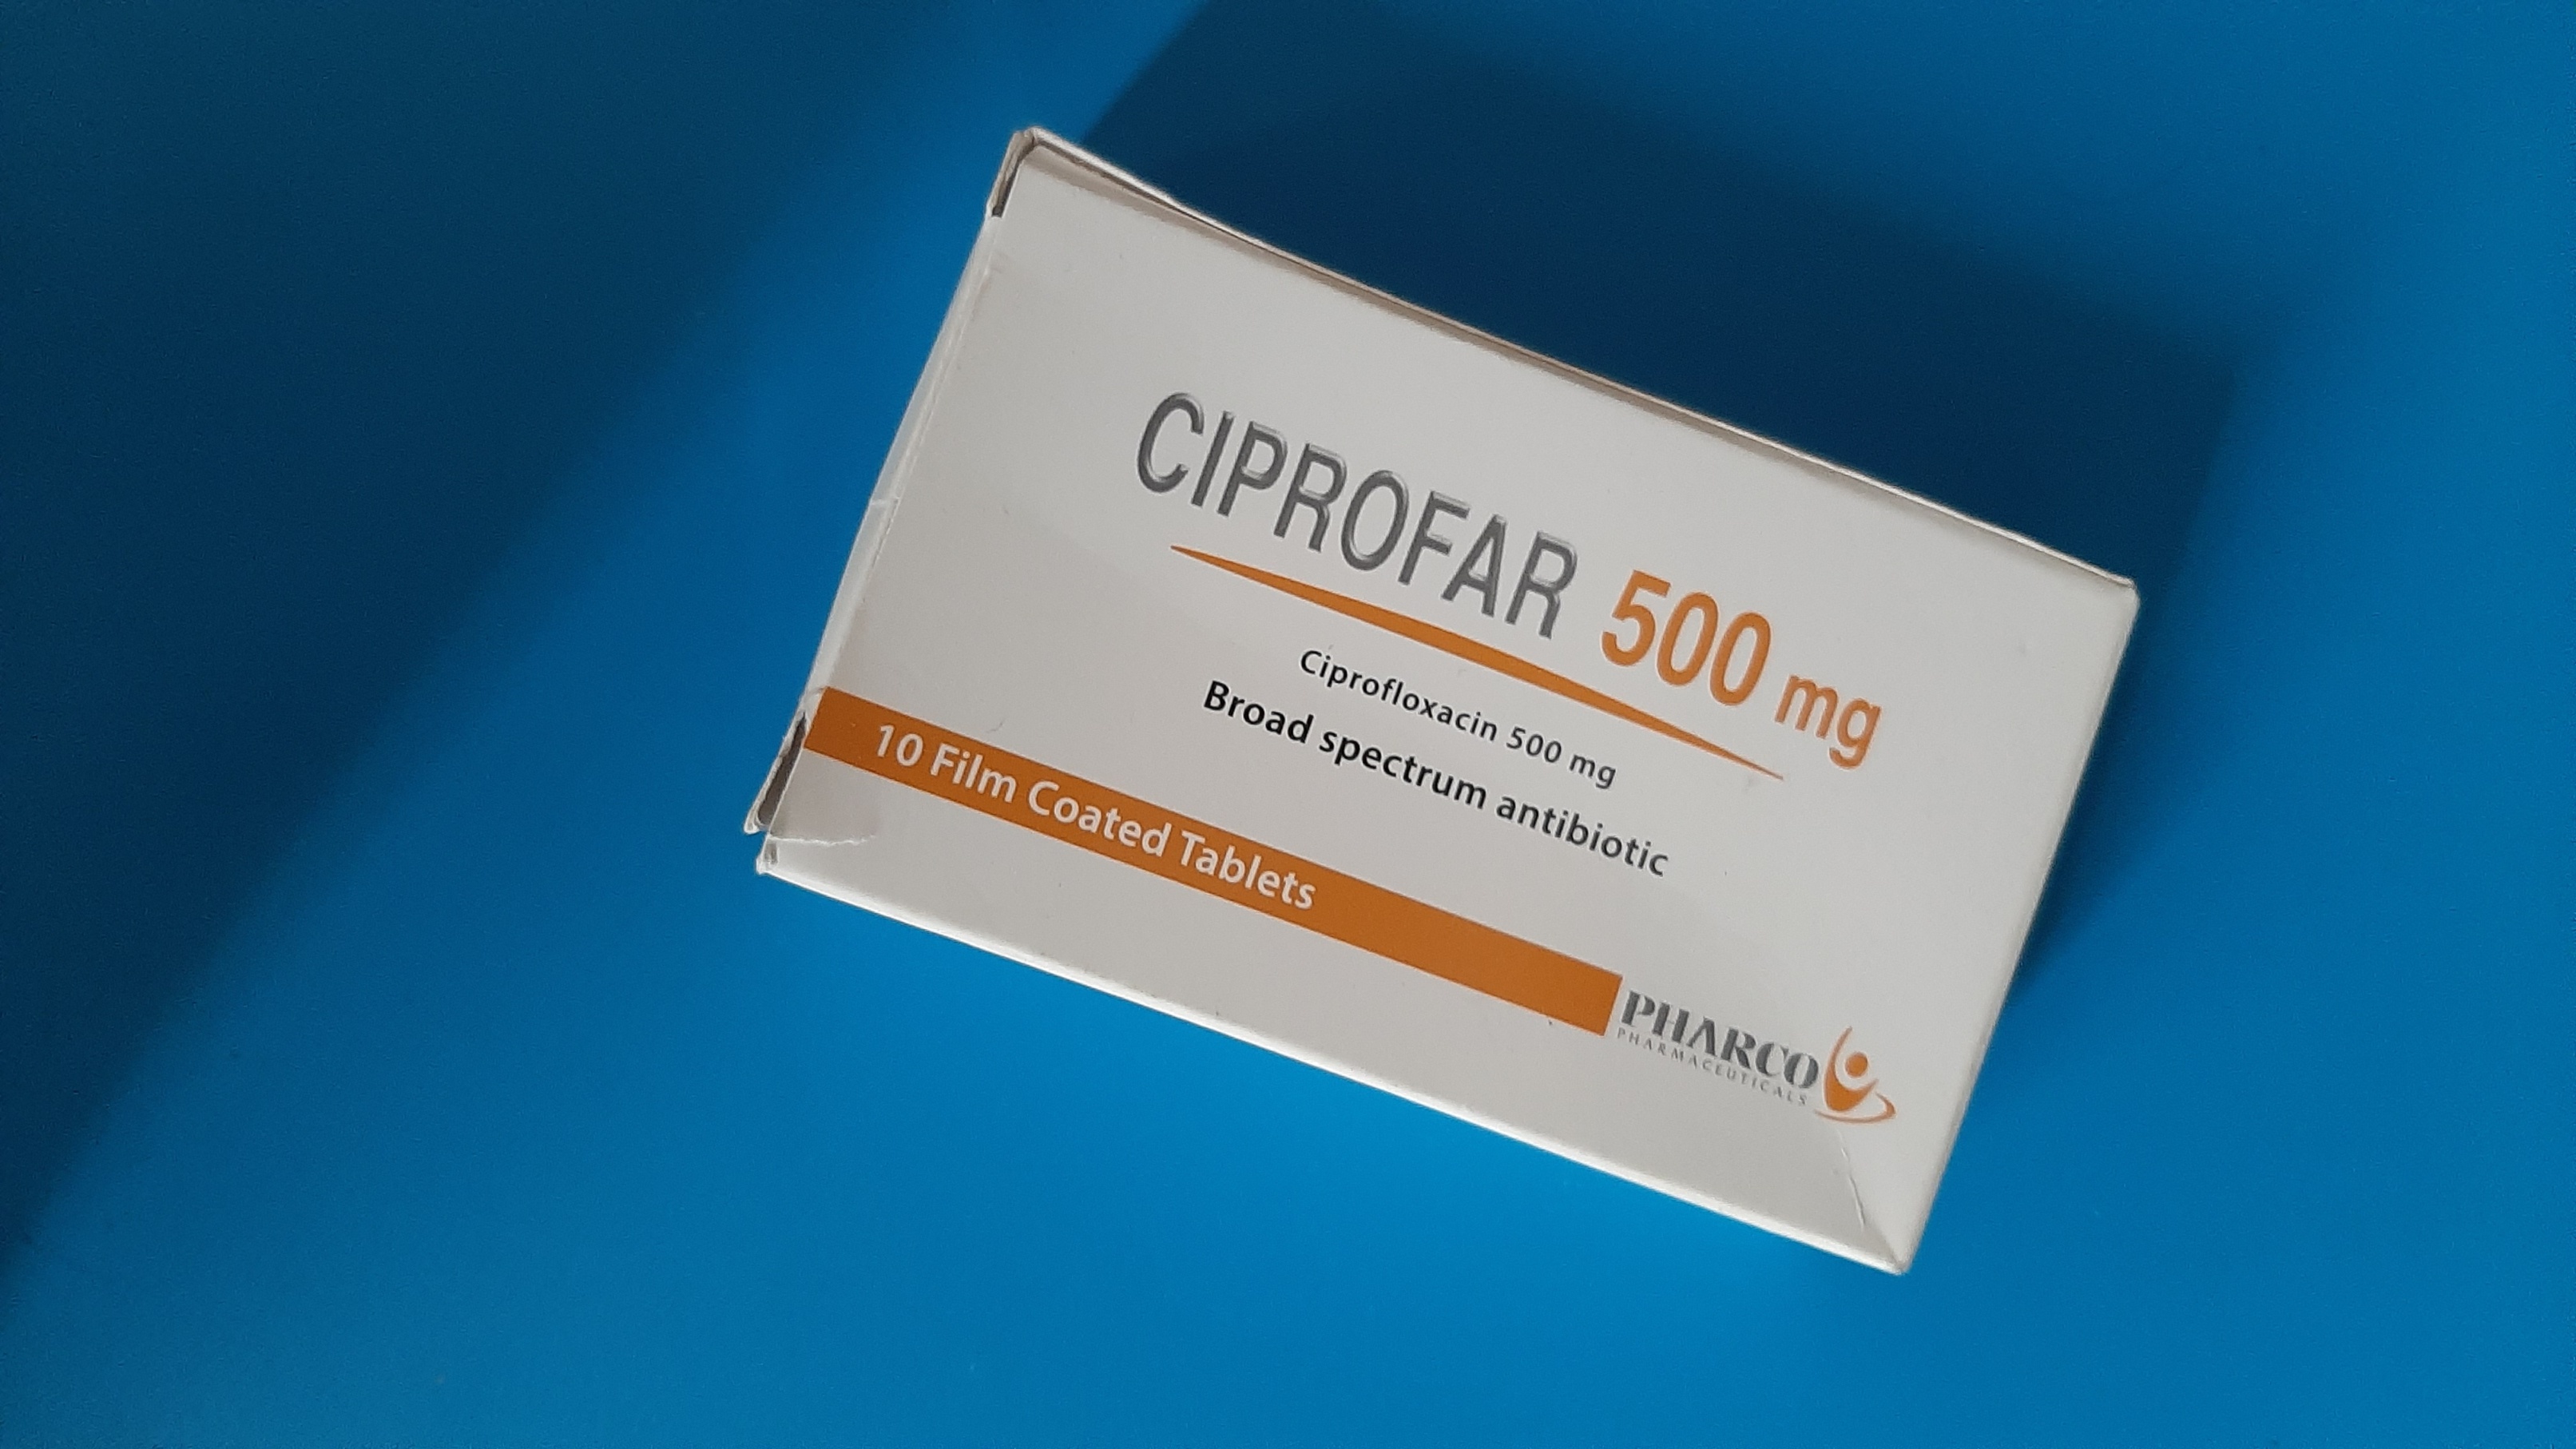 CIPROFAR 500 mg
Ciprofloxacin 500 mg
Broad spectrum antibiotic
10 Film Coated Tablets
PHARCO
PHARMACEUTICALS